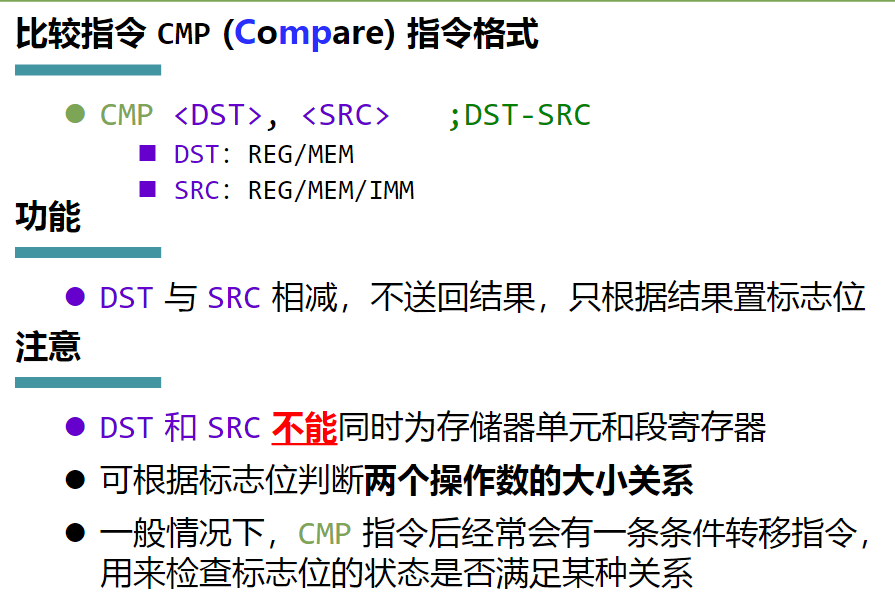 比较指令 CMP (Compare) 指令格式
CMP <DST>, <SRC> ;DST-SRC
DST: REG/MEM
SRC: REG/MEM/IMM
功能
DST 与 SRC 相减，不送回结果，只根据结果置标志位
注意
DST 和 SRC 不能同时为存储器单元和段寄存器
可根据标志位判断两个操作数的大小关系
一般情况下，CMP 指令后经常会有一条条件转移指令，
用来检查标志位的状态是否满足某种关系